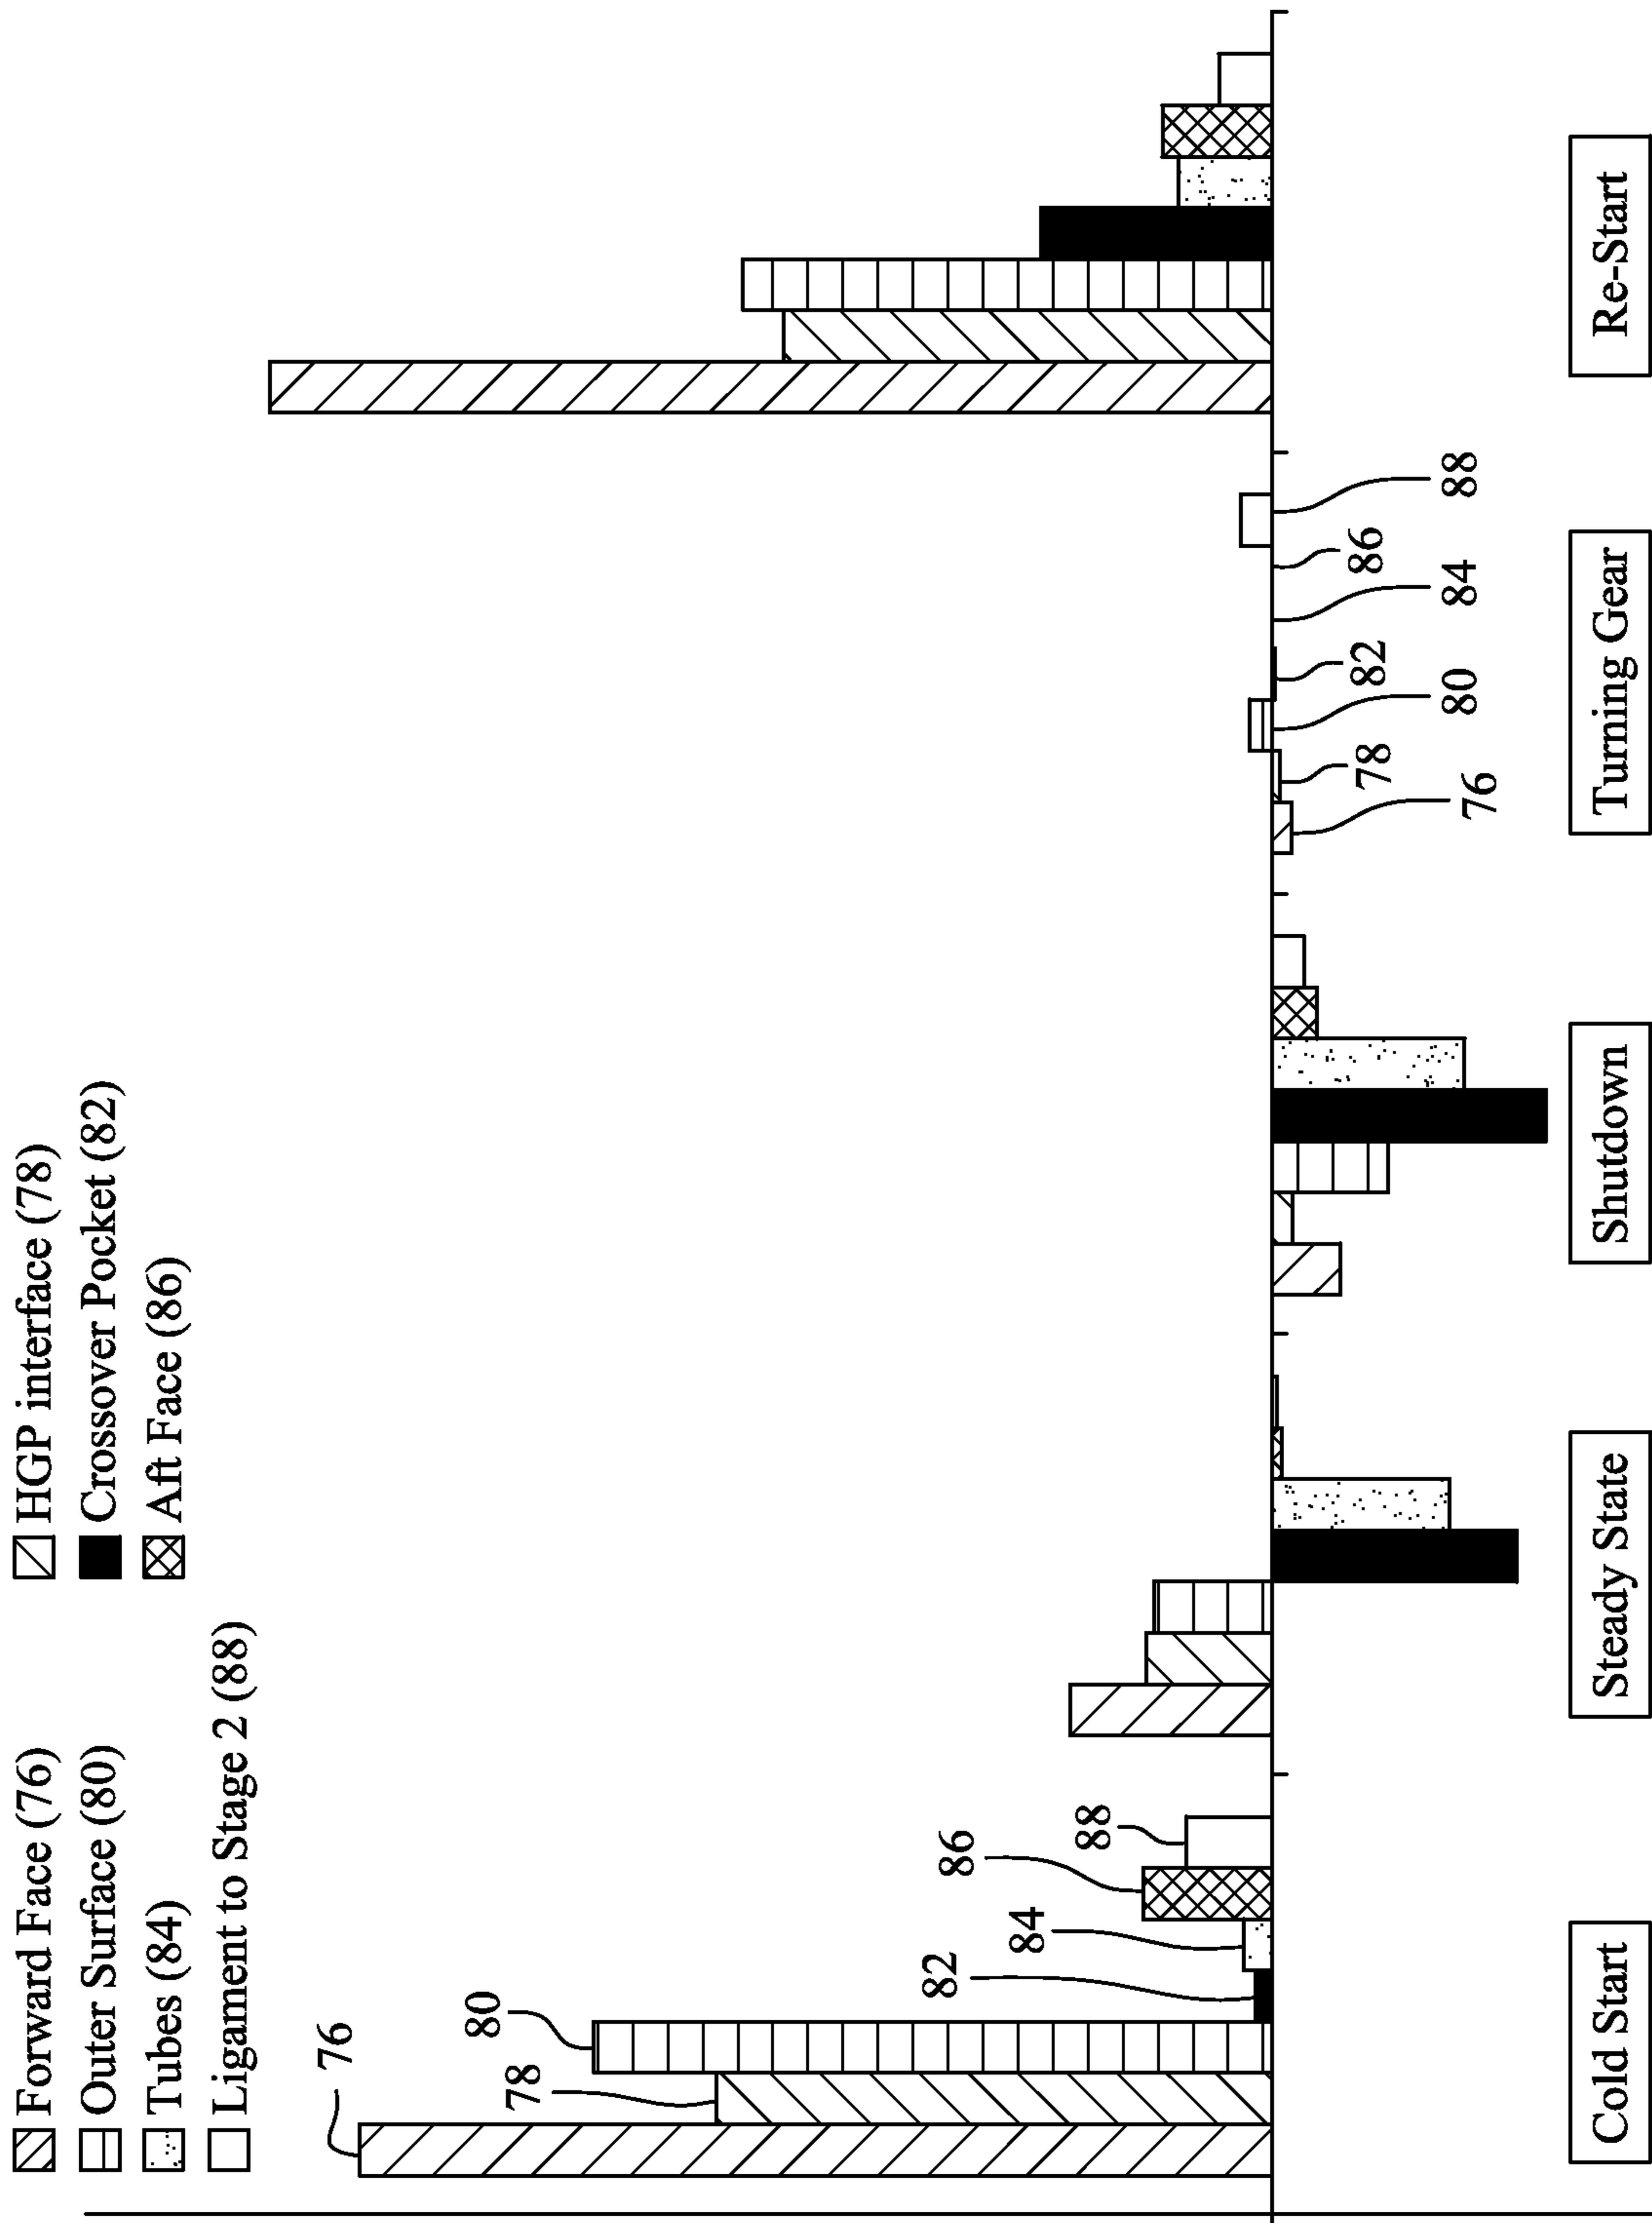 Forward Face (76) HGP interface (78)
Outer Surface (80) Crossover Pocket (82)
Tubes (84) Aft Face (86)
Ligament to Stage 2 (88)
76
78
80
82
84
86
88
76
78
80
82
84
86
88
Cold Start
Steady State
Shutdown
Turning Gear
Re-Start